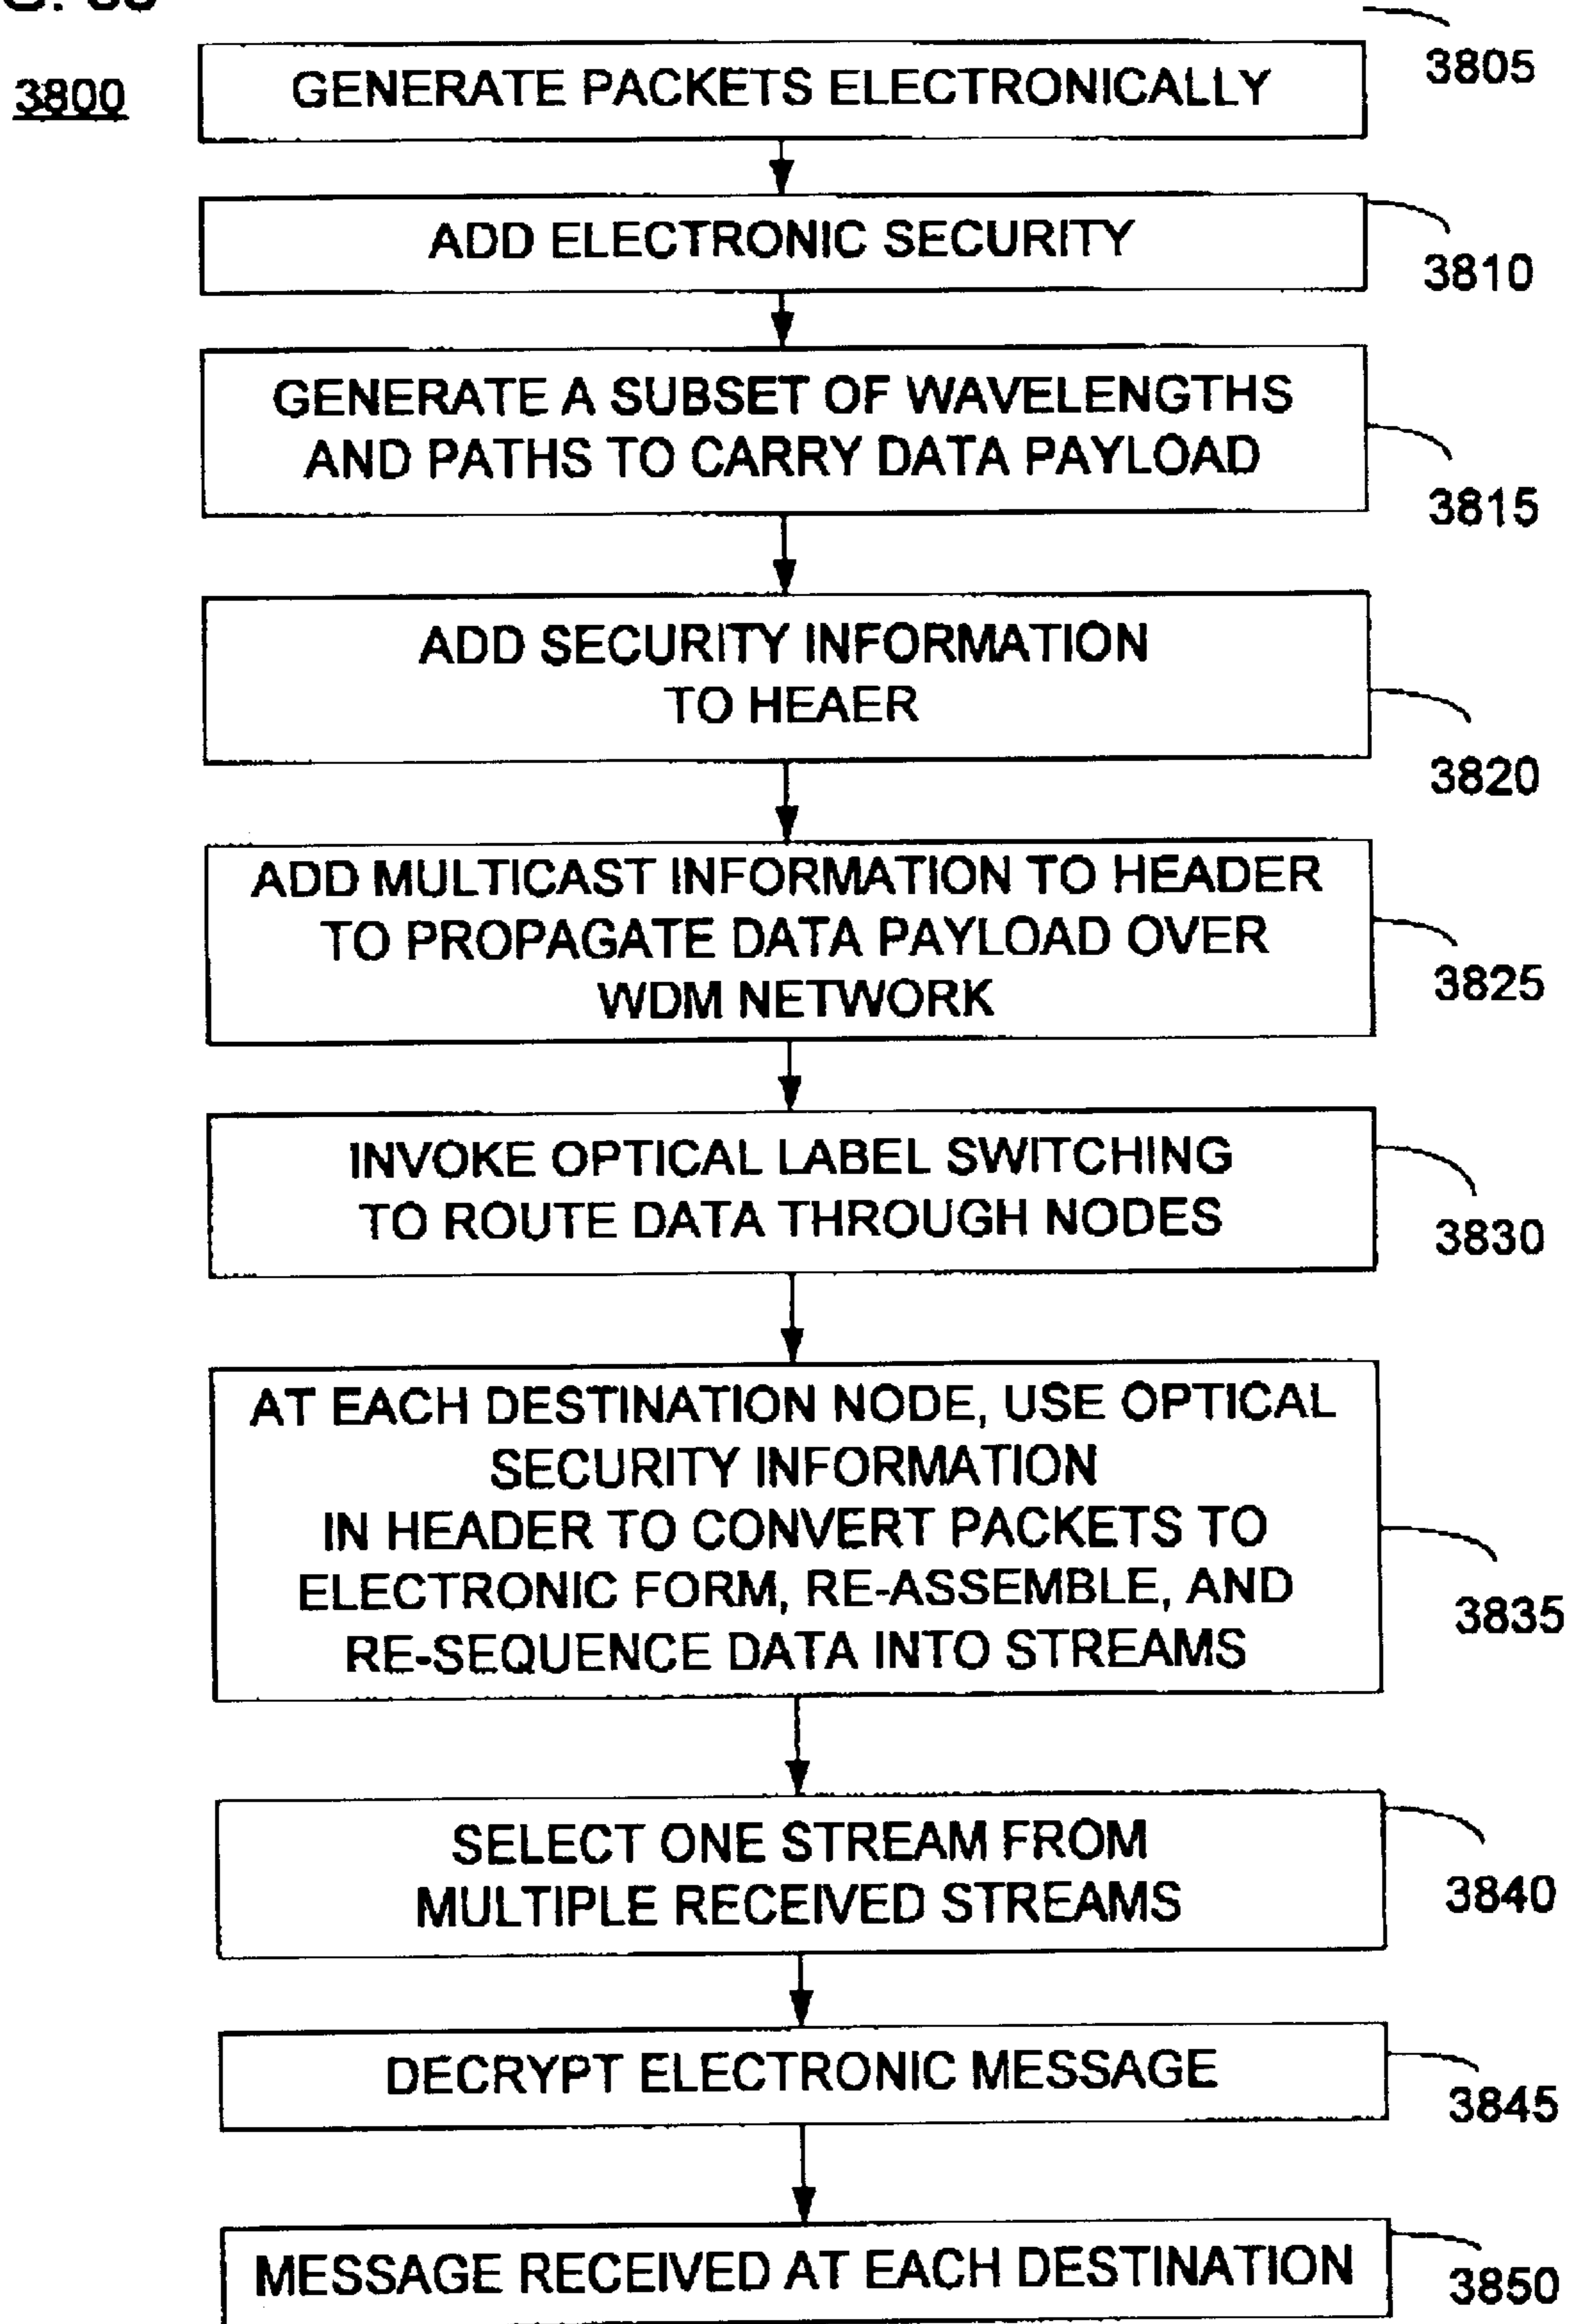 3805
3800
GENERATE PACKETS ELECTRONICALLY
ADD ELECTRONIC SECURITY
3810
GENERATE A SUBSET OF WAVELENGTHS
AND PATHS TO CARRY DATA PAYLOAD
3815
ADD SECURITY INFORMATION
TO HEAER
3820
ADD MULTICAST INFORMATION TO HEADER
TO PROPAGATE DATA PAYLOAD OVER
WDM NETWORK
3825
INVOKE OPTICAL LABEL SWITCHING
TO ROUTE DATA THROUGH NODES
3830
AT EACH DESTINATION NODE, USE OPTICAL
SECURITY INFORMATION
IN HEADER TO CONVERT PACKETS TO
ELECTRONIC FORM, RE-ASSEMBLE, AND
RE-SEQUENCE DATA INTO STREAMS
3835
SELECT ONE STREAM FROM
MULTIPLE RECEIVED STREAMS
3840
DECRYPT ELECTRONIC MESSAGE
3845
MESSAGE RECEIVED AT EACH DESTINATION
3850